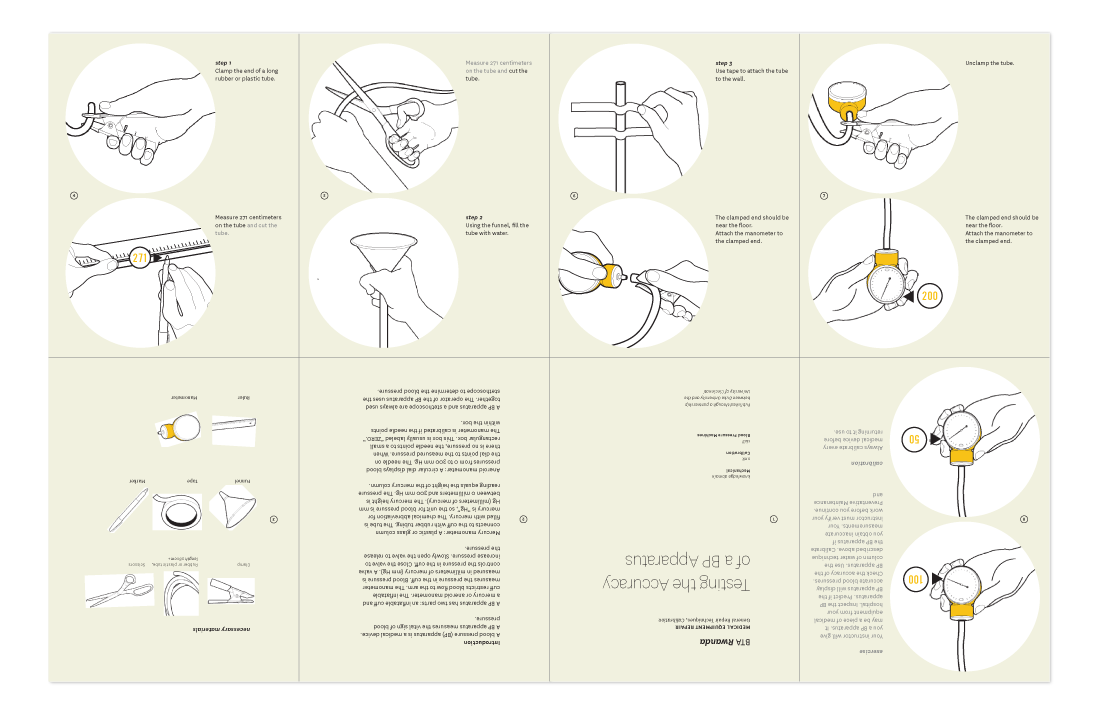 step 1
Clamp the end of a long
rubber or plastic tube.
4
Measure 271 centimeters
on the tube and cut the
tube.
271
Measure 271 centimeters
on the tube and cut the
tube.
5
step 2
Using the funnel, fill the
tube with water.
step 3
Use tape to attach the tube
to the wall.
6
The clamped end should be
near the floor.
Attach the manometer to
the clamped end.
Unclamp the tube.
7
The clamped end should be
near the floor.
Attach the manometer to
the clamped end.
200
exercise
Your instructor will give
you a BP apparatus. It
may be a piece of medical
equipment from your
hospital. Inspect the BP
apparatus. Predict if the
BP apparatus will display
accurate blood pressures.
Check the accuracy of the
BP apparatus. Use the
column of water technique
described above. Calibrate
the BP apparatus if
you obtain inaccurate
measurements. Your
instructor must verify your
work before you continue.
Preventative Maintenance
and
calibration
Always calibrate every
medical device before
returning it to use.
100
50
8
BTA Rwanda
MEDICAL EQUIPMENT REPAIR
General Repair Techniques, Calibration
Testing the Accuracy
of a BP Apparatus
knowledge domain
Mechanical
unit
Calibration
skill
Blood Pressure Machine
Published through a partnership
between Duke University and the
University of Cincinnati
1
introduction
A blood pressure (BP) apparatus is a medical device.
A BP apparatus measures the vital sign of blood
pressure.
A BP apparatus has two parts: an inflatable cuff and
a mercury or aneroid manometer. The inflatable
cuff restricts blood flow to the arm. The manometer
measures the pressure in the cuff. Blood pressure is
measured in millimeters of mercury (mm Hg). A valve
controls the pressure in the cuff. Close the valve to
increase pressure. Slowly open the valve to release
the pressure.
Mercury manometer: A plastic or glass column
connects to the cuff with rubber tubing. The tube is
filled with mercury. The chemical abbreviation for
mercury is "Hg", so the unit for blood pressure is mm
Hg (millimeters of mercury). The mercury height is
between 0 millimeters and 300 mm Hg. The pressure
reading equals the height of the mercury column.
Aneroid manometer: A circular dial displays blood
pressures from 0 to 300 mm Hg. The needle on
the dial points to the measured pressure. When
there is no pressure, the needle points to a small
rectangular box. This box is usually labeled "ZERO."
The manometer is calibrated if the needle points
within the box.
A BP apparatus and a stethoscope are always used
together. The operator of the BP apparatus uses the
stethoscope to determine the blood pressure.
3
necessary materials
Clamp
Rubber or plastic tube,
Scissors
Funnel
Tape
Marker
Ruler
Manometer
2